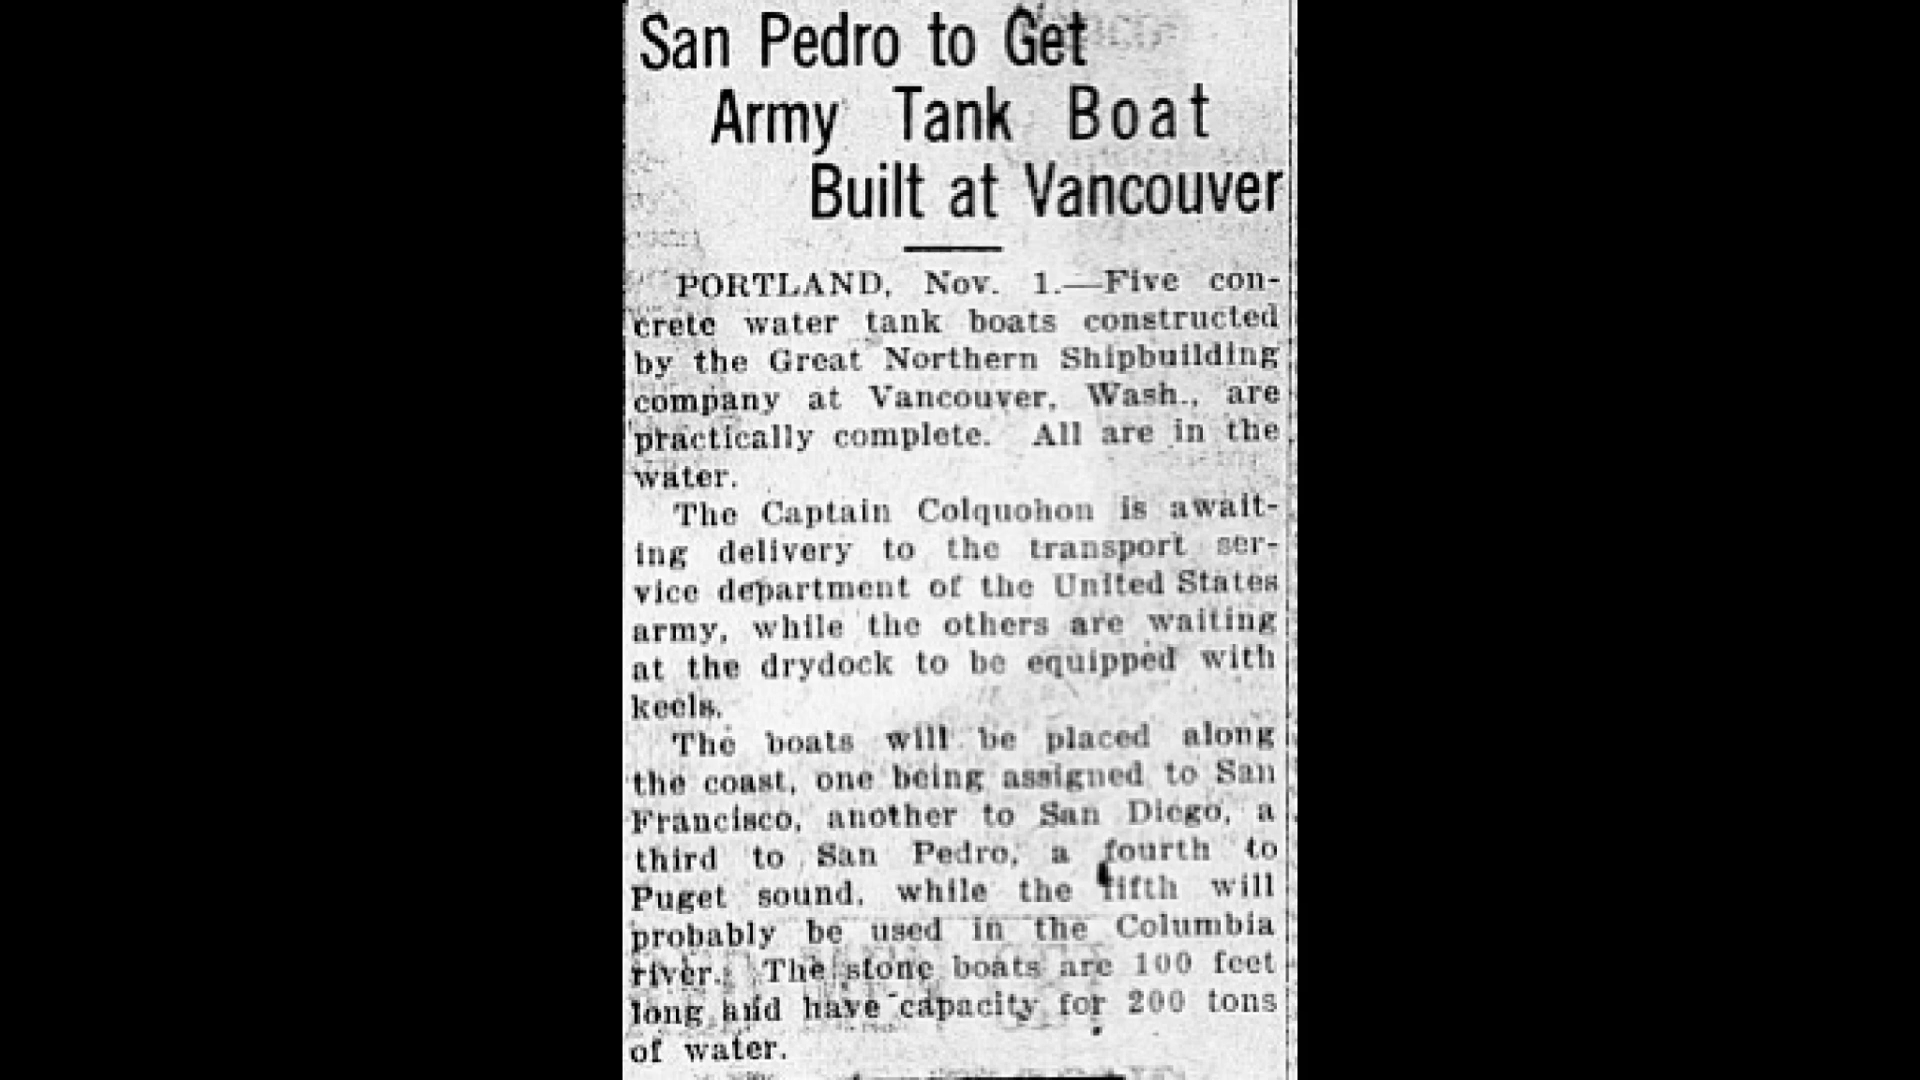 San Pedro to Get
Army Tank Boat
Built at Vancouver
PORTLAND, Nov. 1.—Five con-
crete water tank boats constructed
by the Great Northern Shipbuilding
company at Vancouver, Wash., are
practically complete. All are in the
water.
The Captain Colquohon is await-
ing delivery to the transport ser-
vice department of the United States
army, while the others are waiting
at the drydock to be equipped with
keels.
The boats will be placed along
the coast, one being assigned to San
Francisco, another to San Diego, a
third to San Pedro, a fourth to
Puget sound, while the fifth will
probably be used in the Columbia
river. The stone boats are 100 feet
long and have capacity for 200 tons
of water.